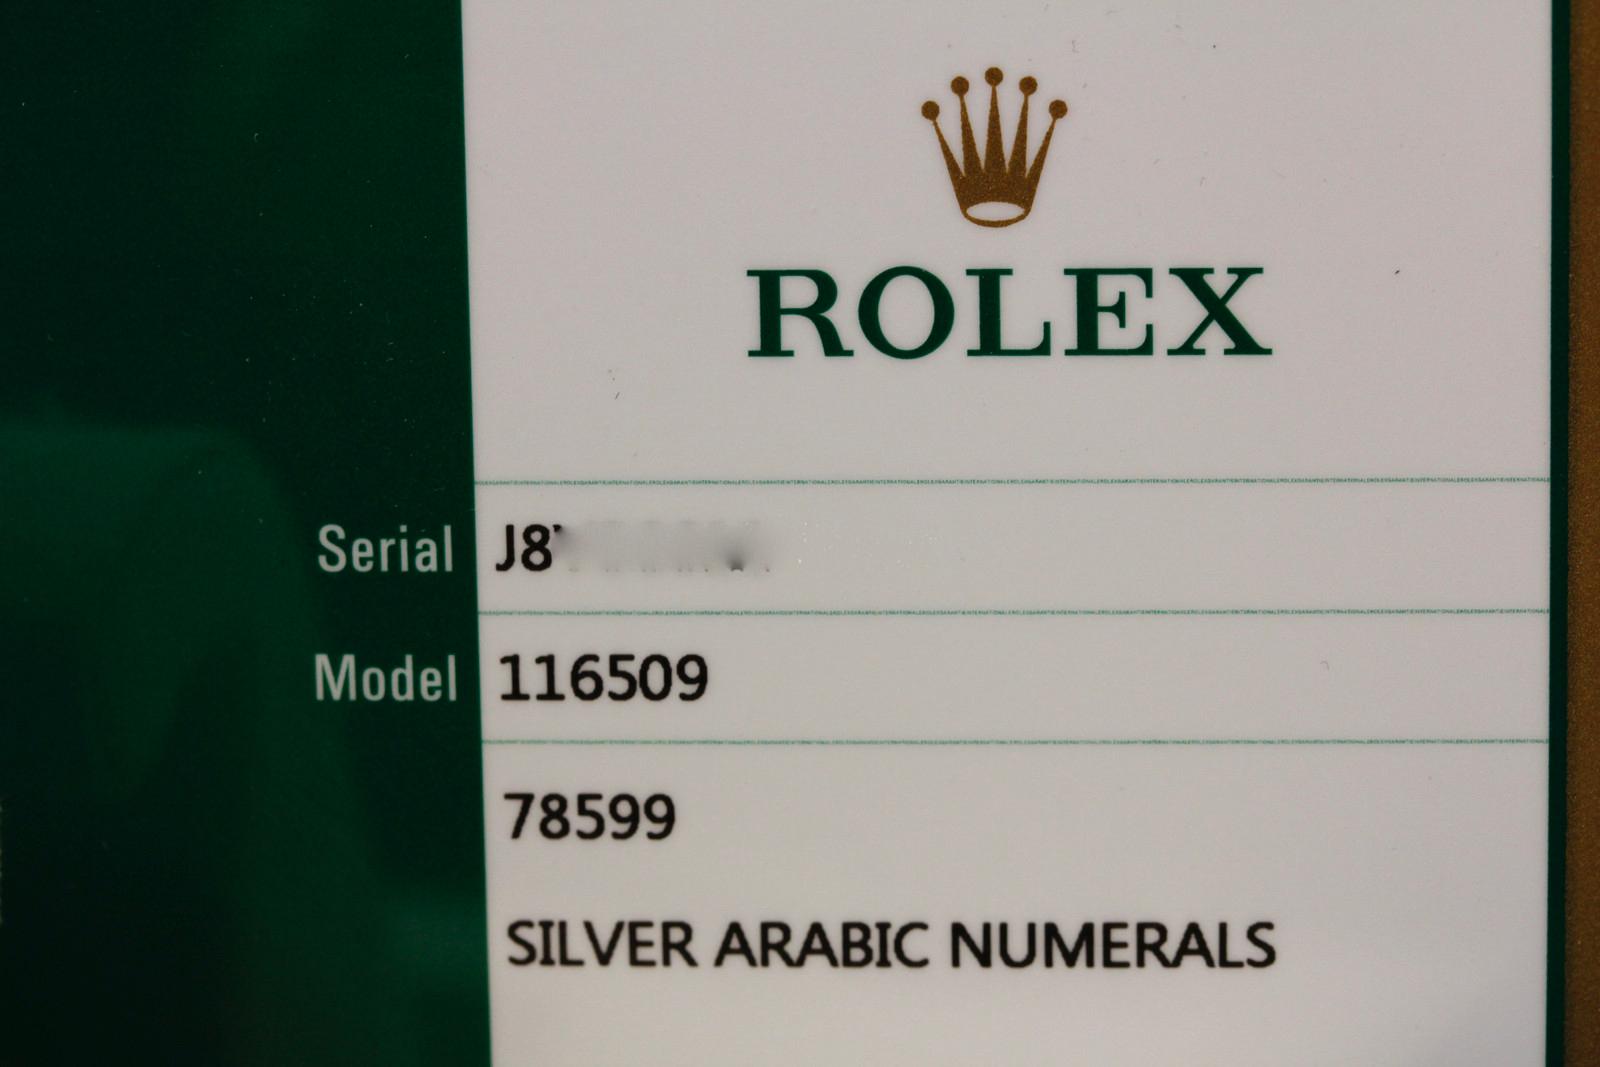 ROLEX
Serial J8
Model 116509
78599
SILVER ARABIC NUMERALS